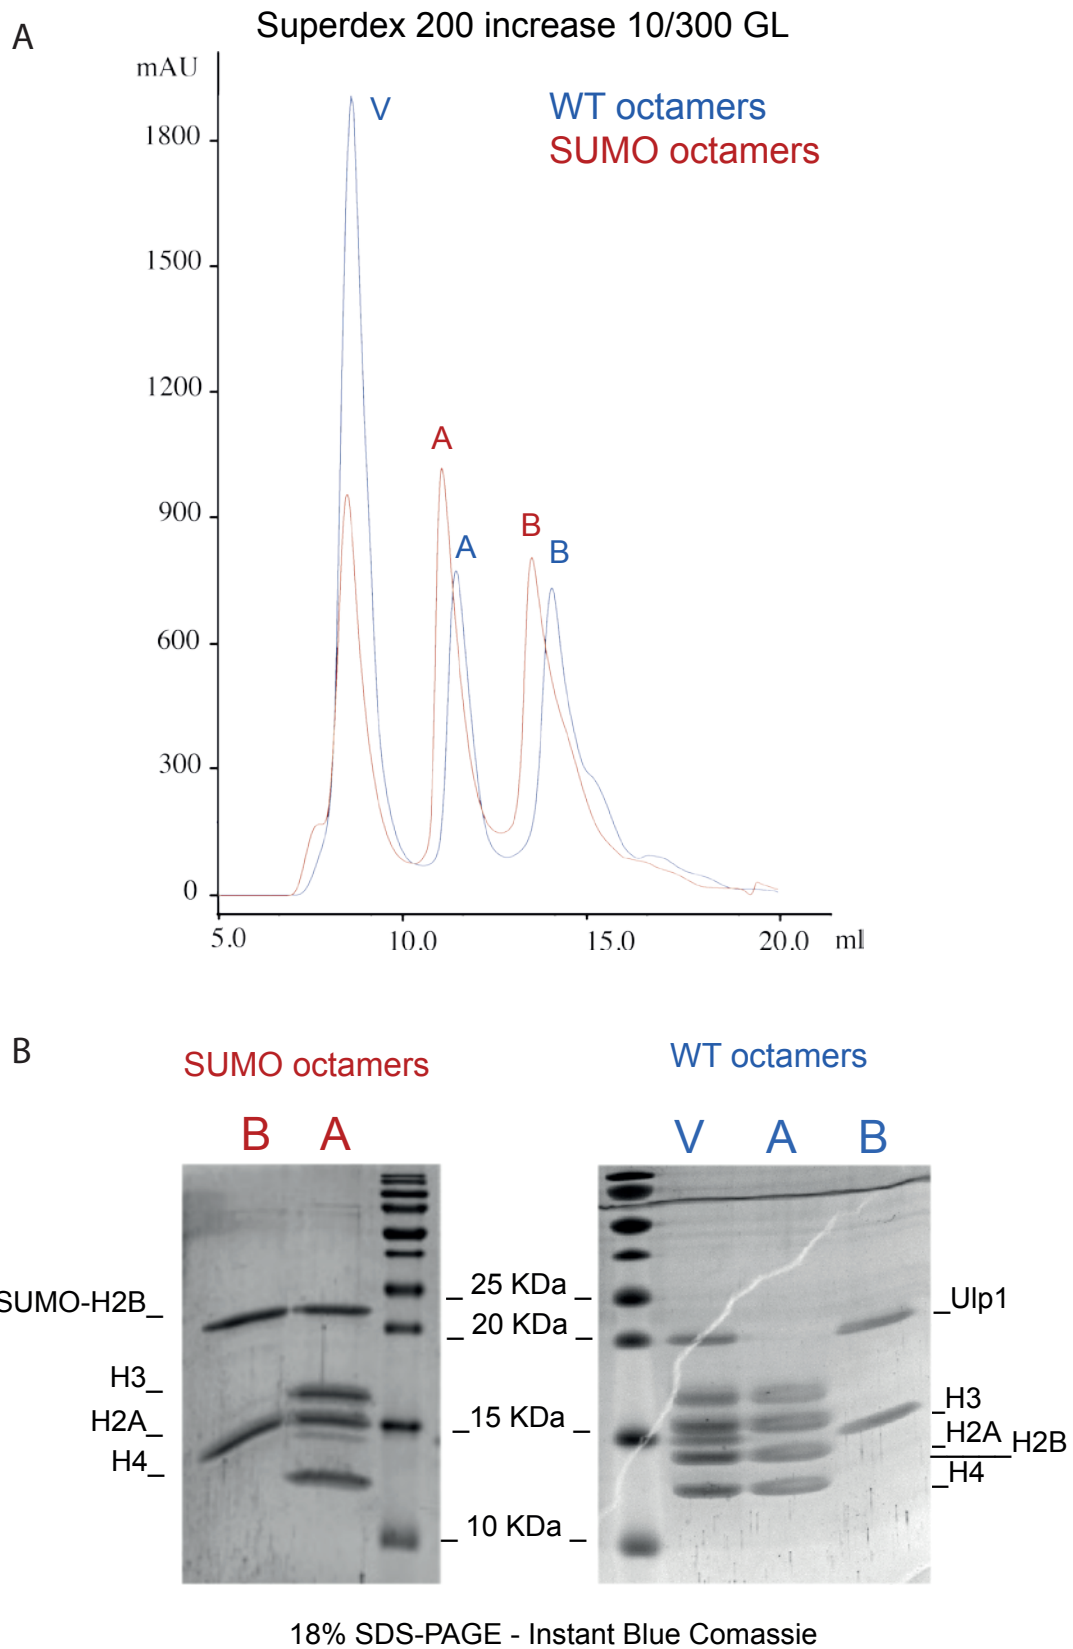 A
Superdex 200 increase 10/300 GL
mAU
V
WT octamers
SUMO octamers
1800
1500
1200
A
900
B
A
B
600
300
0
5.0
10.0
15.0
20.0
ml
B
SUMO octamers
WT octamers
B
A
V
A
B
_ 25 KDa _
SUMO-H2B_
_Ulp1
_ 20 KDa _
H3_
_H3
H2A_
_15 KDa _
_H2A
H2B
H4_
_H4
_ 10 KDa _
18% SDS-PAGE - Instant Blue Comassie